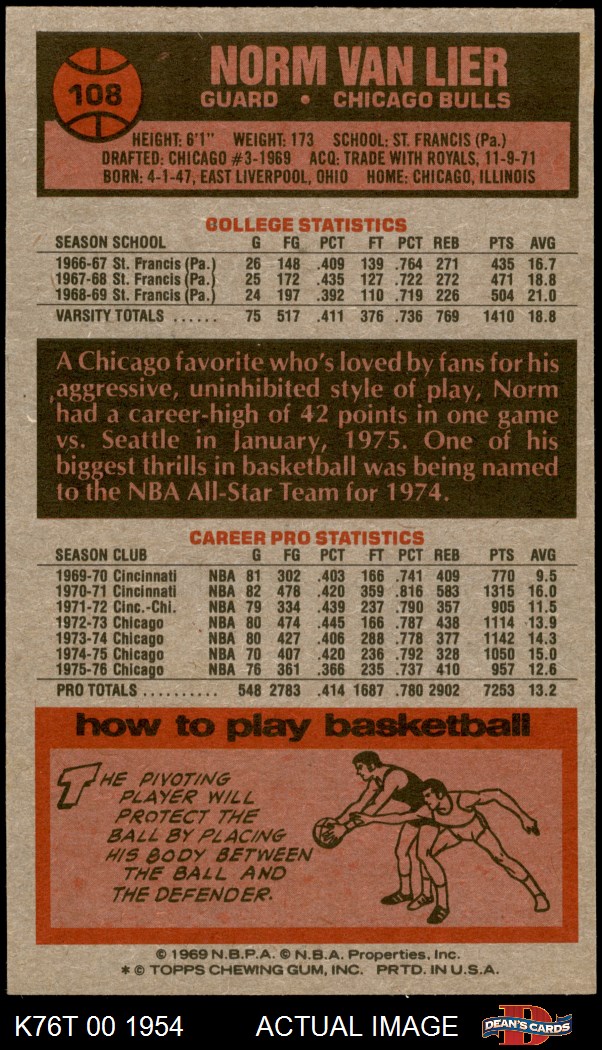 108
NORM VAN LIER
GUARD • CHICAGO BULLS
HEIGHT: 6'1" WEIGHT: 173 SCHOOL: ST. FRANCIS (Pa.)
DRAFTED: CHICAGO #3-1969 ACQ: TRADE WITH ROYALS, 11-9-71
BORN: 4-1-47, EAST LIVERPOOL, OHIO HOME: CHICAGO, ILLINOIS
COLLEGE STATISTICS
SEASON SCHOOL G FG PCT FT PCT REB PTS AVG
1966-67 St. Francis (Pa.) 26 148 .409 139 .764 271 435 16.7
1967-68 St. Francis (Pa.) 25 172 .435 127 .722 272 471 18.8
1968-69 St. Francis (Pa.) 24 197 .392 110 .719 226 504 21.0
VARSITY TOTALS ...... 75 517 .411 376 .736 769 1410 18.8
A Chicago favorite who's loved by fans for his
aggressive, uninhibited style of play, Norm
had a career-high of 42 points in one game
vs. Seattle in January, 1975. One of his
biggest thrills in basketball was being named
to the NBA All-Star Team for 1974.
CAREER PRO STATISTICS
SEASON CLUB G FG PCT FT PCT REB PTS AVG
1969-70 Cincinnati NBA 81 302 .403 166 .741 409 770 9.5
1970-71 Cincinnati NBA 82 478 .420 359 .816 583 1315 16.0
1971-72 Cinc.-Chi. NBA 79 334 .439 237 .790 357 905 11.5
1972-73 Chicago NBA 80 474 .445 166 .787 438 1114 13.9
1973-74 Chicago NBA 80 427 .406 288 .778 377 1142 14.3
1974-75 Chicago NBA 70 407 .420 236 .792 328 1050 15.0
1975-76 Chicago NBA 76 361 .366 235 .737 410 957 12.6
PRO TOTALS .......... 548 2783 .414 1687 .780 2902 7253 13.2
how to play basketball
THE PIVOTING
PLAYER WILL
PROTECT THE
BALL BY PLACING
HIS BODY BETWEEN
THE BALL AND
THE DEFENDER.
© 1969 N.B.P.A. © N.B.A. Properties, Inc.
* © TOPPS CHEWING GUM, INC. PRTD. IN U.S.A.
K76T 00 1954 ACTUAL IMAGE D DEAN'S CARDS